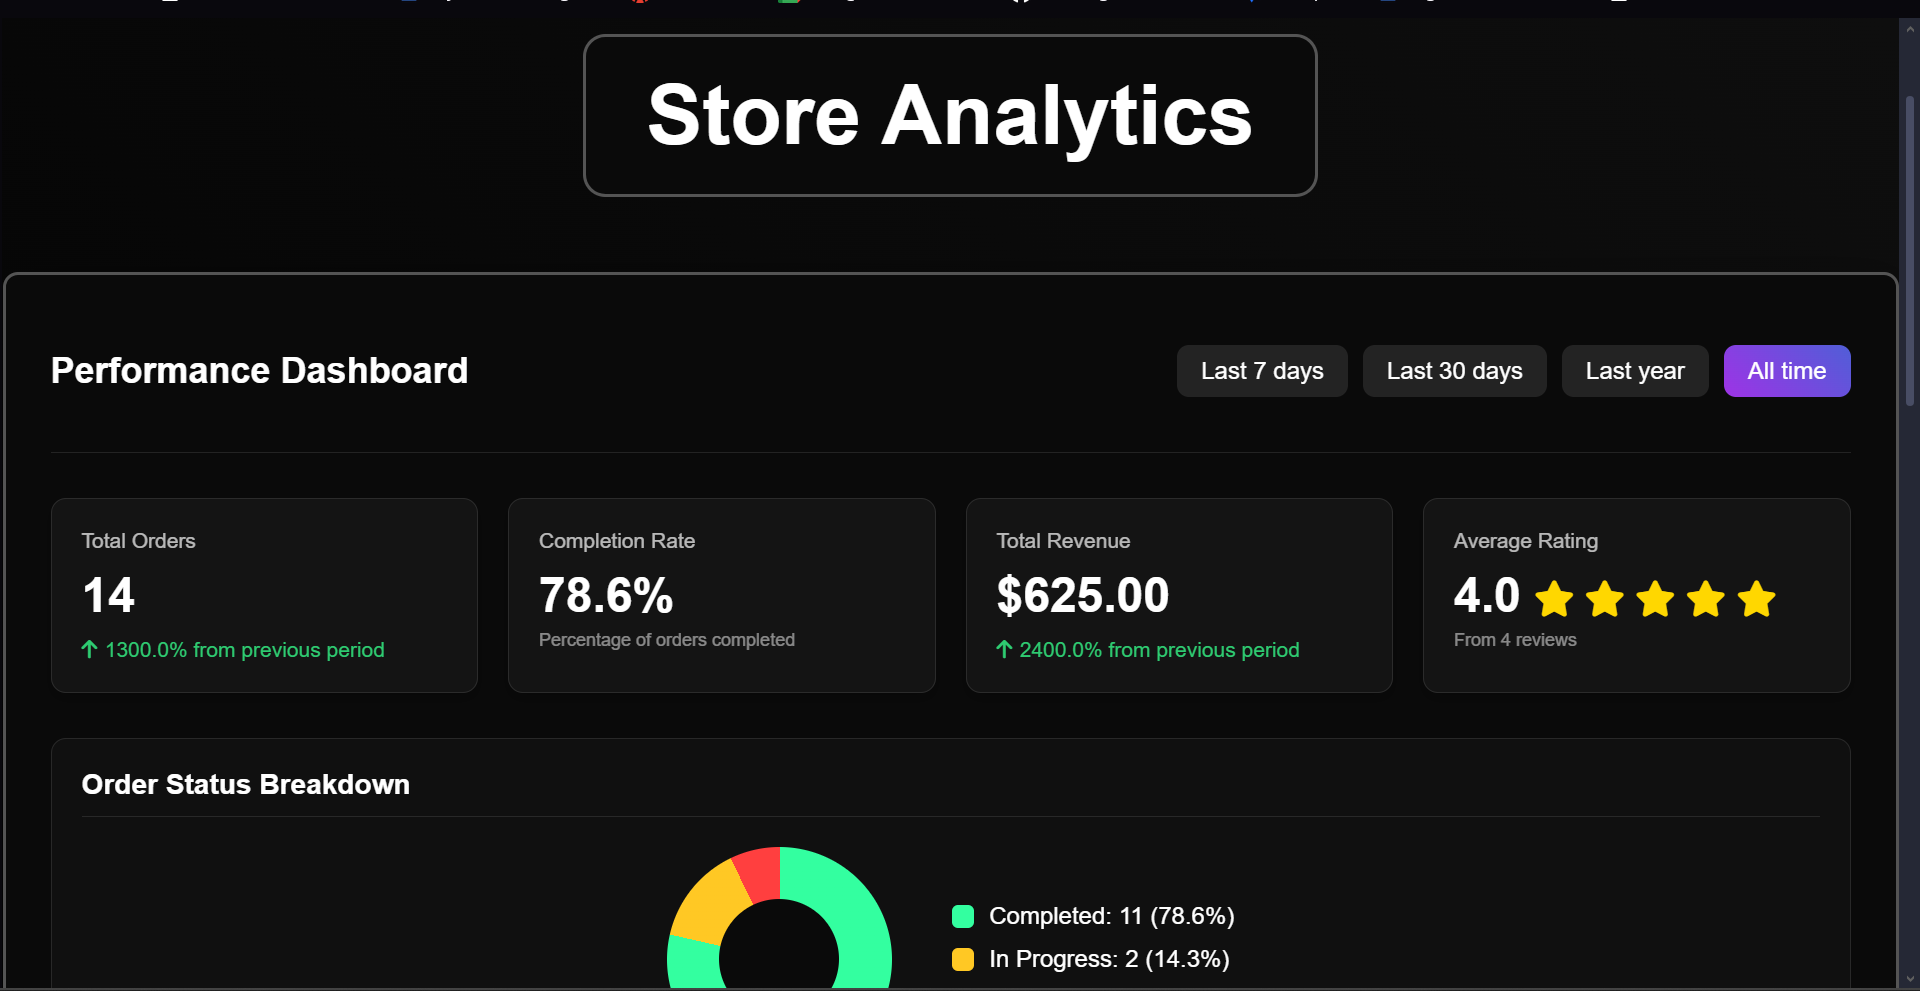 Store Analytics
Performance Dashboard
Last 7 days
Last 30 days
Last year
All time
Total Orders
14
1300.0% from previous period
Completion Rate
78.6%
Percentage of orders completed
Total Revenue
$625.00
2400.0% from previous period
Average Rating
4.0
From 4 reviews
Order Status Breakdown
Completed: 11 (78.6%)
In Progress: 2 (14.3%)